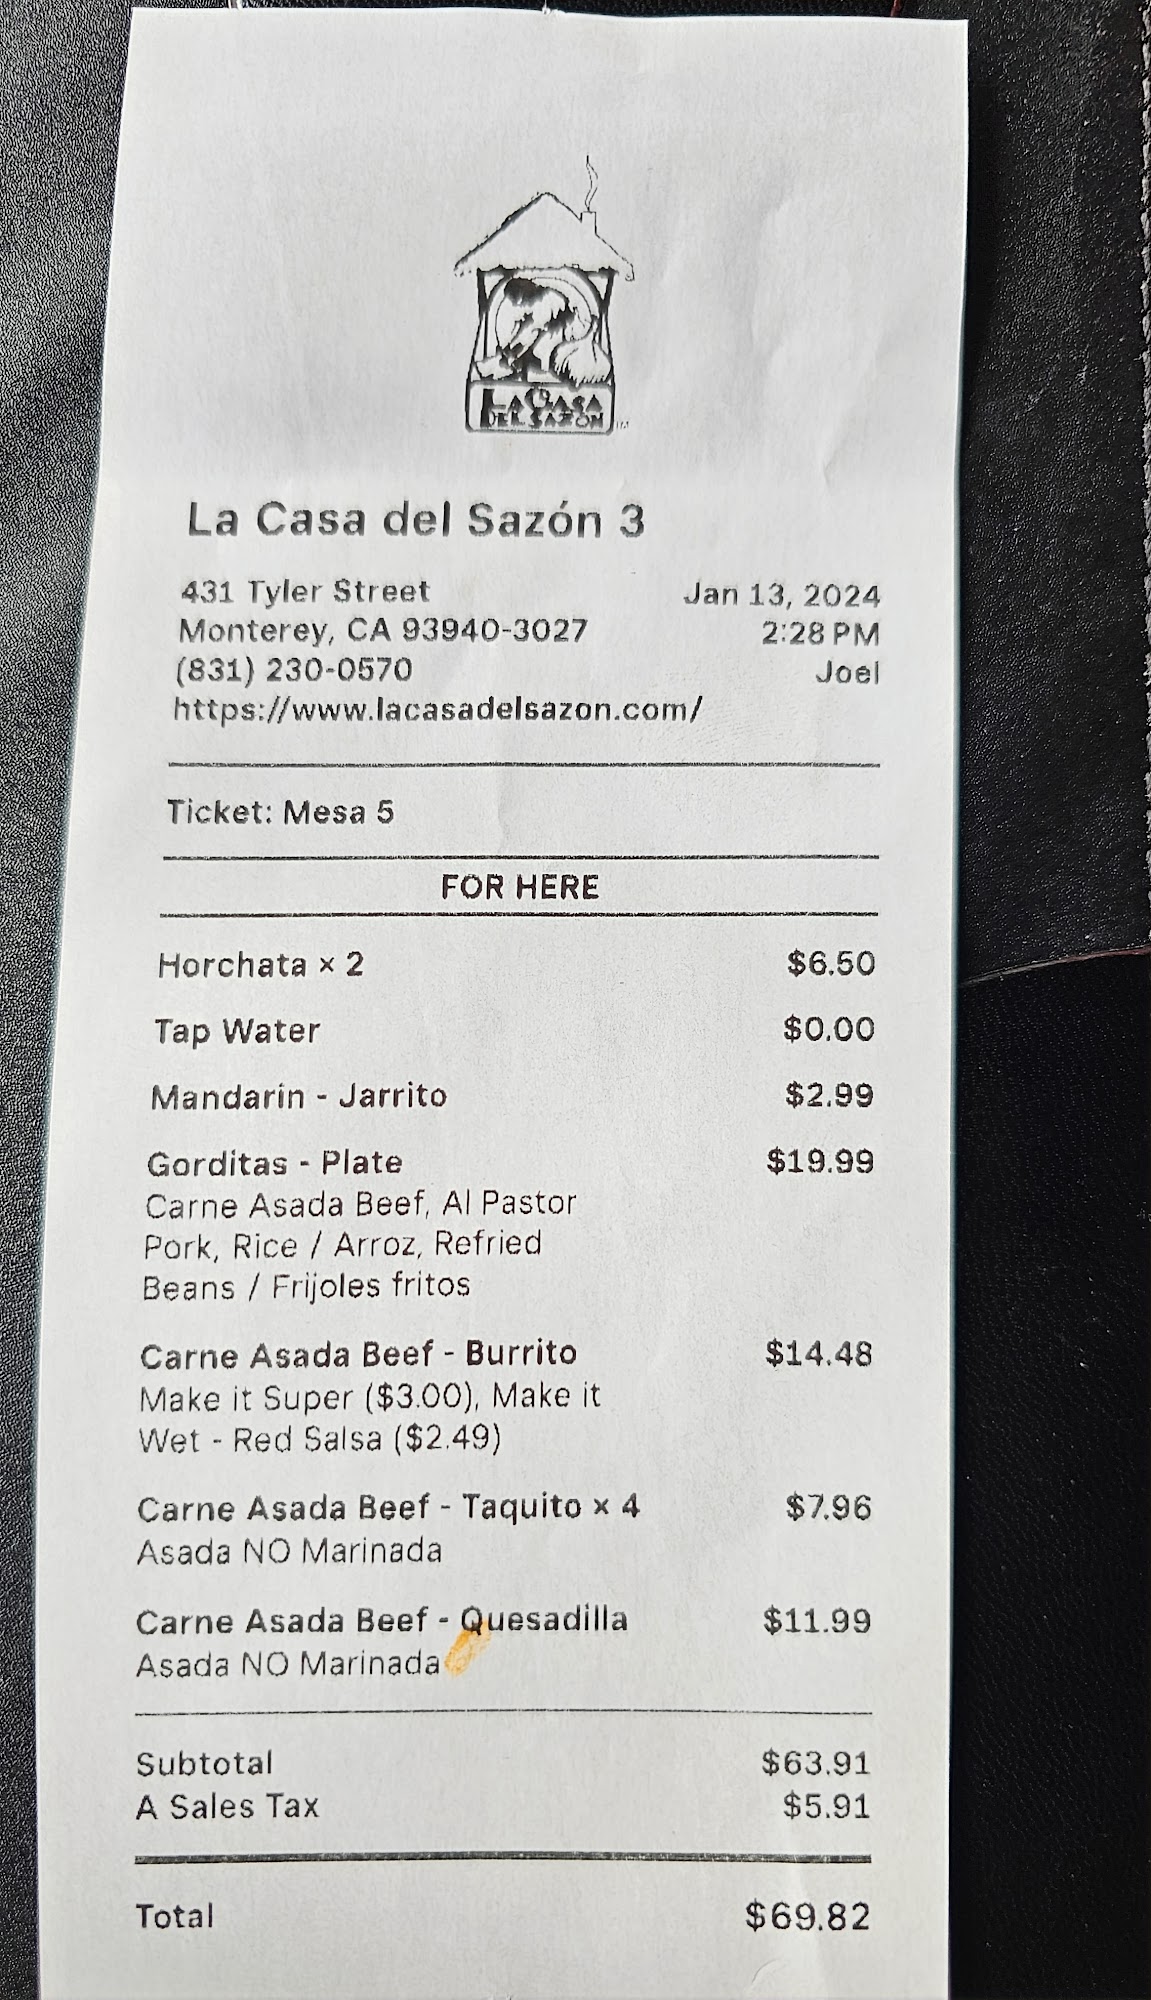 LA CASA
DEL SAZON
La Casa del Sazón 3
431 Tyler Street
Jan 13, 2024
Monterey, CA 93940-3027
2:28 PM
(831) 230-0570
Joel
https://www.lacasadelsazon.com/
Ticket: Mesa 5
FOR HERE
Horchata × 2 $6.50
Tap Water $0.00
Mandarin - Jarrito $2.99
Gorditas - Plate $19.99
Carne Asada Beef, Al Pastor
Pork, Rice / Arroz, Refried
Beans / Frijoles fritos
Carne Asada Beef - Burrito $14.48
Make it Super ($3.00), Make it
Wet - Red Salsa ($2.49)
Carne Asada Beef - Taquito × 4 $7.96
Asada NO Marinada
Carne Asada Beef - Quesadilla $11.99
Asada NO Marinada
Subtotal $63.91
A Sales Tax $5.91
Total $69.82